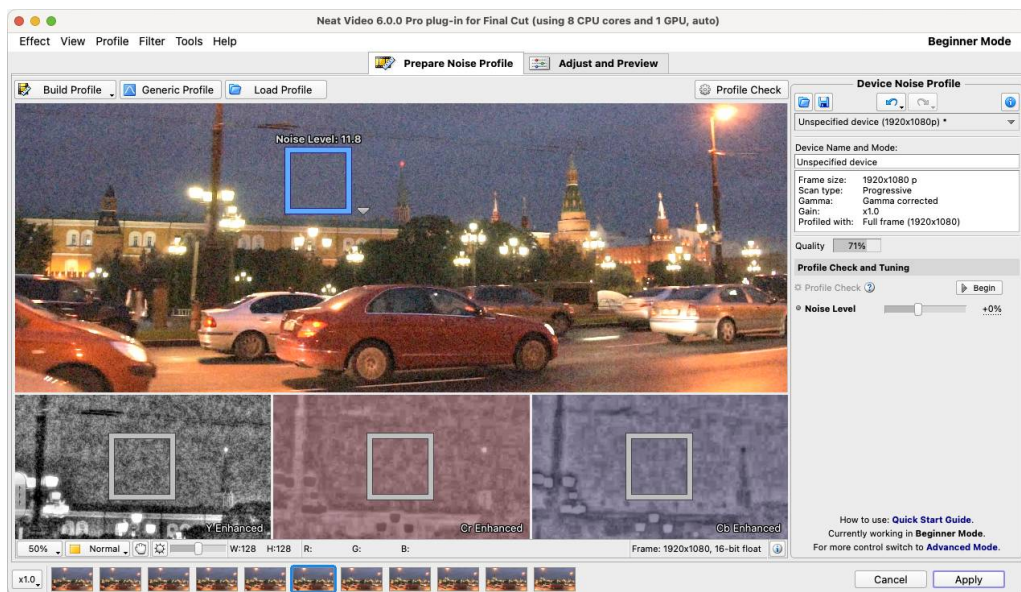 Neat Video 6.0.0 Pro plug-in for Final Cut (using 8 CPU cores and 1 GPU, auto)
Effect View Profile Filter Tools Help Beginner Mode
Prepare Noise Profile Adjust and Preview
Build Profile Generic Profile Load Profile Profile Check
Noise Level: 11.8
Y Enhanced Cr Enhanced Cb Enhanced
50% Normal W:128 H:128 R: G: B: Frame: 1920x1080, 16-bit float
x1.0
Device Noise Profile
Unspecified device (1920x1080p) *
Device Name and Mode:
Unspecified device
Frame size: 1920x1080 p
Scan type: Progressive
Gamma: Gamma corrected
Gain: x1.0
Profiled with: Full frame (1920x1080)
Quality 71%
Profile Check and Tuning
Profile Check ? Begin
Noise Level +0%
How to use: Quick Start Guide.
Currently working in Beginner Mode.
For more control switch to Advanced Mode.
Cancel Apply